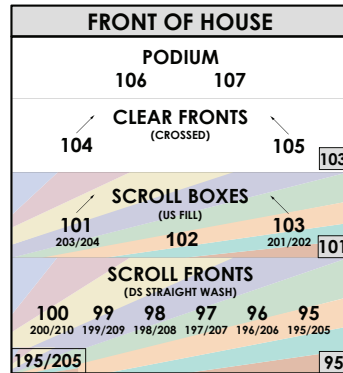 FRONT OF HOUSE
PODIUM
106 107
CLEAR FRONTS
(CROSSED)
104 105
103
SCROLL BOXES
(US FILL)
101 102 103
203/204 201/202
101
SCROLL FRONTS
(DS STRAIGHT WASH)
100 99 98 97 96 95
200/210 199/209 198/208 197/207 196/206 195/205
195/205 95